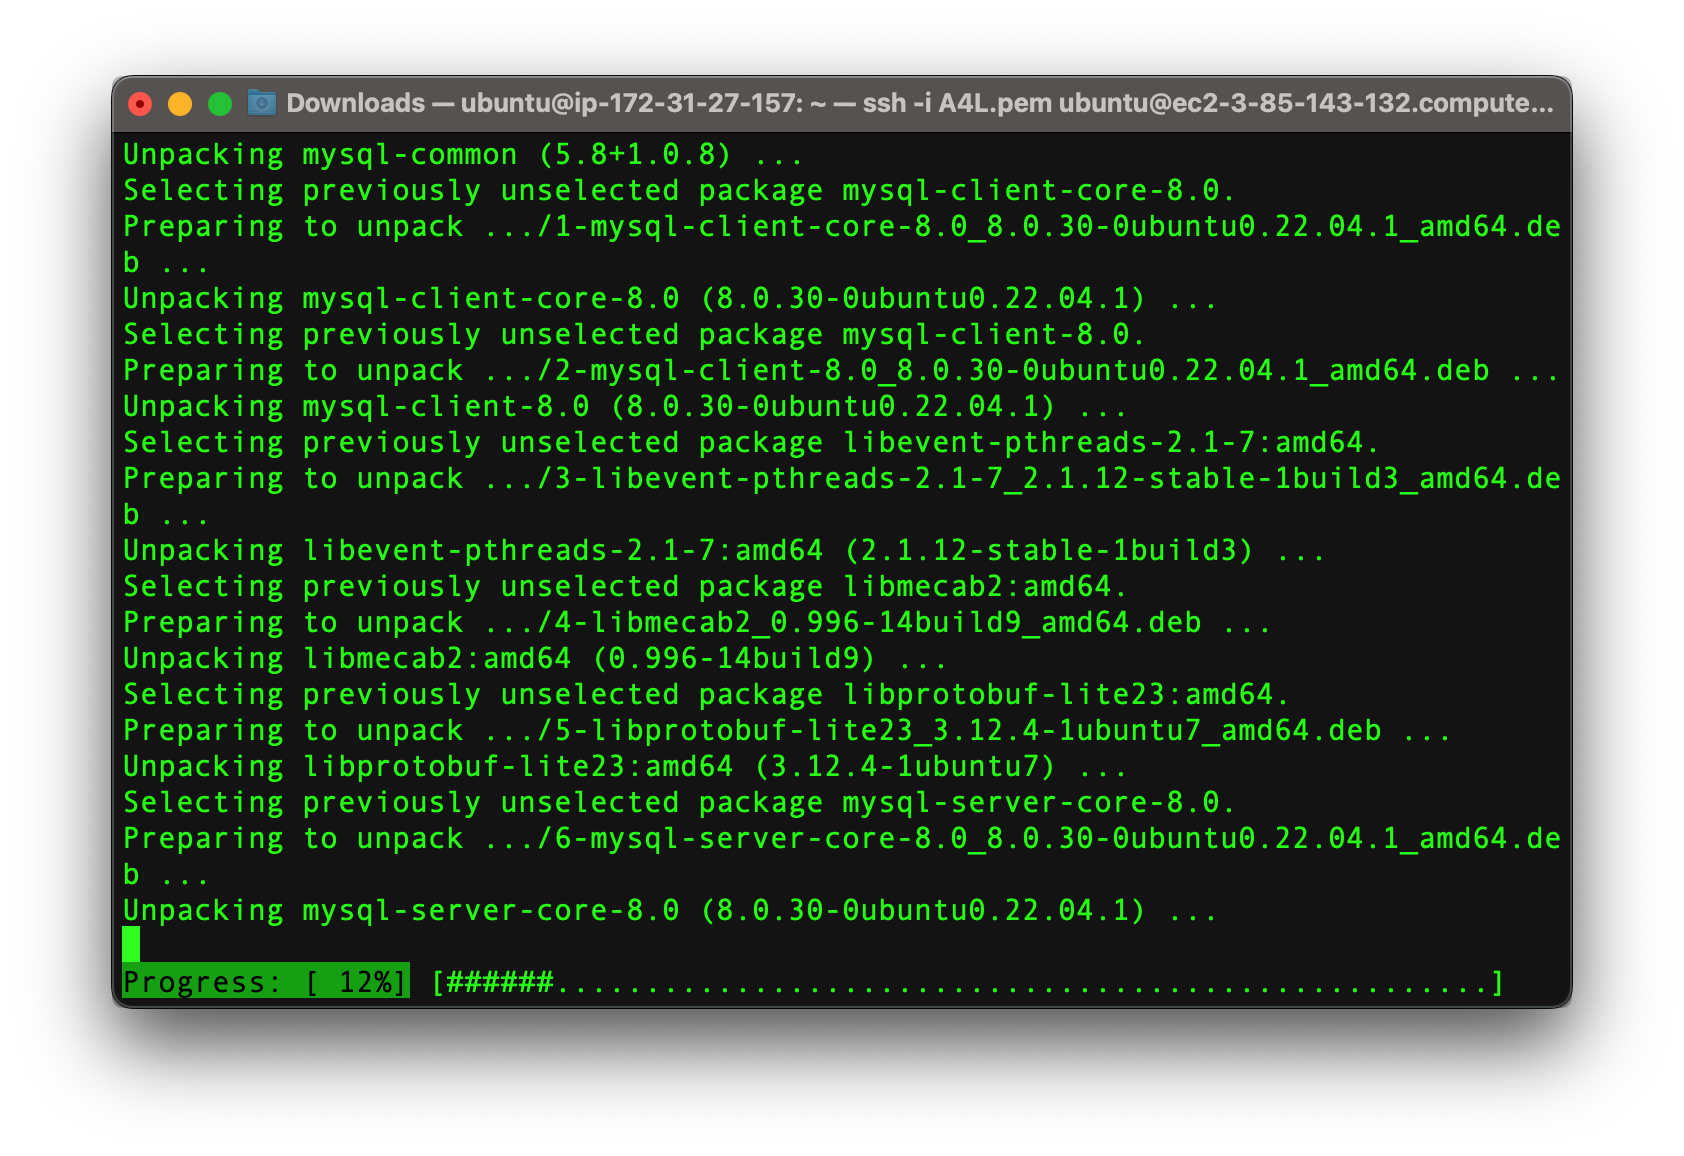 Downloads — ubuntu@ip-172-31-27-157: ~ — ssh -i A4L.pem ubuntu@ec2-3-85-143-132.compute...
Unpacking mysql-common (5.8+1.0.8) ...
Selecting previously unselected package mysql-client-core-8.0.
Preparing to unpack .../1-mysql-client-core-8.0_8.0.30-0ubuntu0.22.04.1_amd64.de
b ...
Unpacking mysql-client-core-8.0 (8.0.30-0ubuntu0.22.04.1) ...
Selecting previously unselected package mysql-client-8.0.
Preparing to unpack .../2-mysql-client-8.0_8.0.30-0ubuntu0.22.04.1_amd64.deb ...
Unpacking mysql-client-8.0 (8.0.30-0ubuntu0.22.04.1) ...
Selecting previously unselected package libevent-pthreads-2.1-7:amd64.
Preparing to unpack .../3-libevent-pthreads-2.1-7_2.1.12-stable-1build3_amd64.de
b ...
Unpacking libevent-pthreads-2.1-7:amd64 (2.1.12-stable-1build3) ...
Selecting previously unselected package libmecab2:amd64.
Preparing to unpack .../4-libmecab2_0.996-14build9_amd64.deb ...
Unpacking libmecab2:amd64 (0.996-14build9) ...
Selecting previously unselected package libprotobuf-lite23:amd64.
Preparing to unpack .../5-libprotobuf-lite23_3.12.4-1ubuntu7_amd64.deb ...
Unpacking libprotobuf-lite23:amd64 (3.12.4-1ubuntu7) ...
Selecting previously unselected package mysql-server-core-8.0.
Preparing to unpack .../6-mysql-server-core-8.0_8.0.30-0ubuntu0.22.04.1_amd64.de
b ...
Unpacking mysql-server-core-8.0 (8.0.30-0ubuntu0.22.04.1) ...
Progress: [ 12%] [######....................................................]